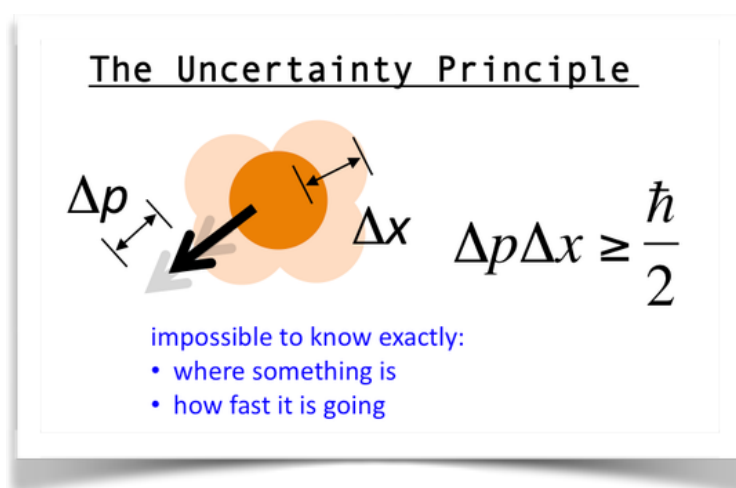 The Uncertainty Principle
Δp
Δx
ΔpΔx ≥ ħ/2
impossible to know exactly:
• where something is
• how fast it is going